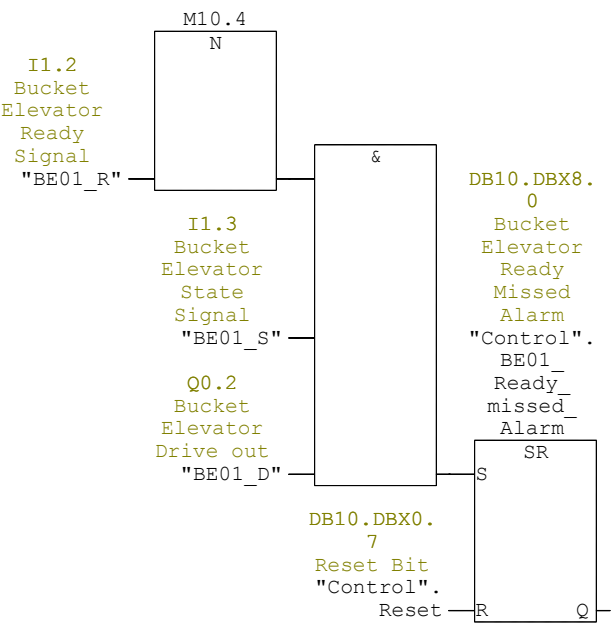 M10.4
N
I1.2
Bucket
Elevator
Ready
Signal
"BE01_R"
&
I1.3
Bucket
Elevator
State
Signal
"BE01_S"
Q0.2
Bucket
Elevator
Drive out
"BE01_D"
DB10.DBX8.
0
Bucket
Elevator
Ready
Missed
Alarm
"Control".
BE01_
Ready_
missed_
Alarm
SR
S
DB10.DBX0.
7
Reset Bit
"Control".
Reset
R
Q